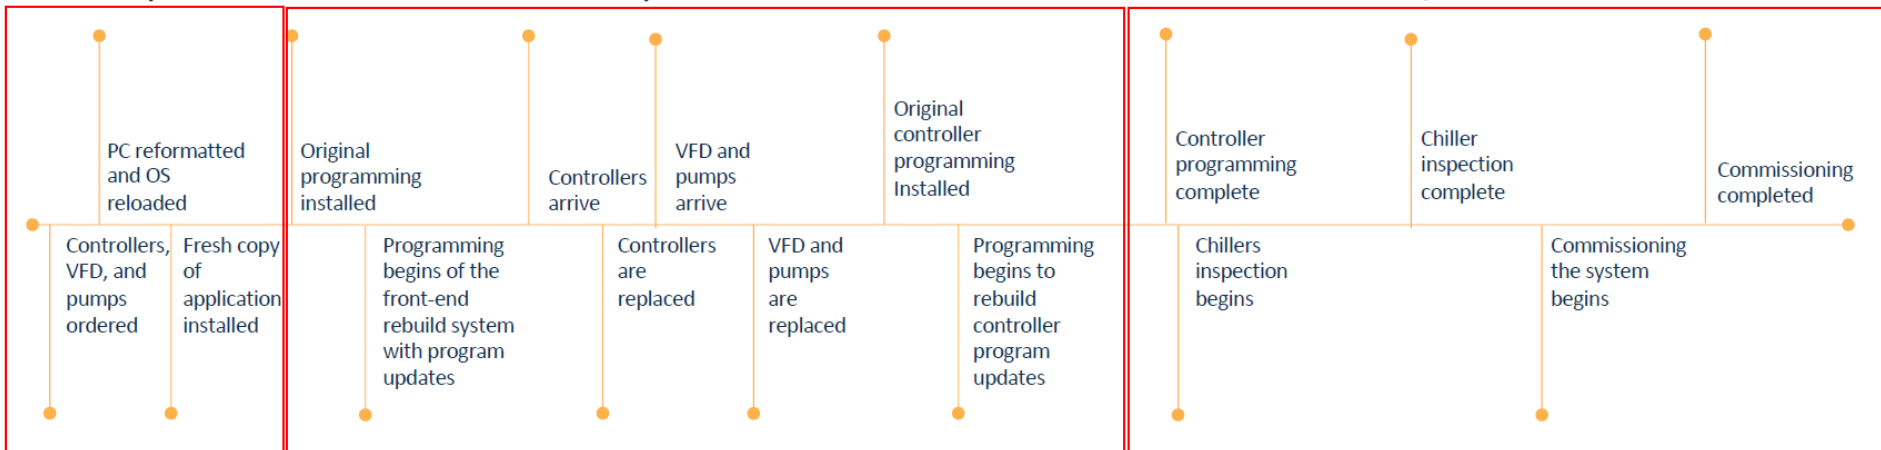 PC reformatted
and OS
reloaded
Controllers,
VFD, and
pumps
ordered
Fresh copy
of
application
installed
Original
programming
installed
Programming
begins of the
front-end
rebuild system
with program
updates
Controllers
arrive
Controllers
are
replaced
VFD and
pumps
arrive
VFD and
pumps
are
replaced
Original
controller
programming
Installed
Programming
begins to
rebuild
controller
program
updates
Controller
programming
complete
Chillers
inspection
begins
Chiller
inspection
complete
Commissioning
the system
begins
Commissioning
completed